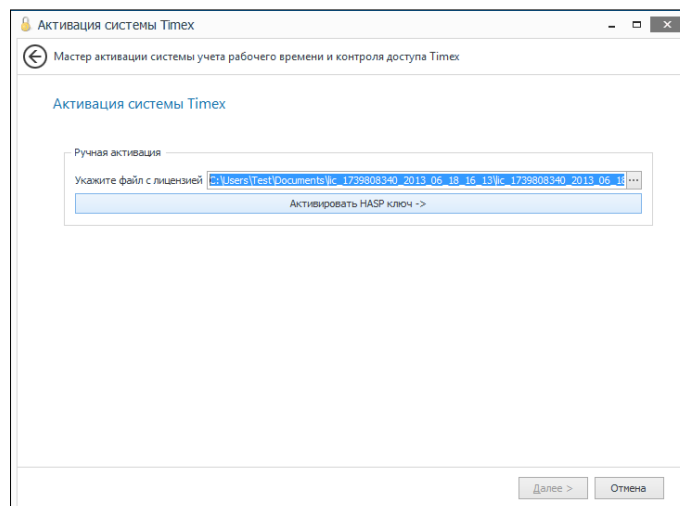 Активация системы Timex
Мастер активации системы учета рабочего времени и контроля доступа Timex
Активация системы Timex
Ручная активация
Укажите файл с лицензией C:\Users\Test\Documents\lic_1739808340_2013_06_18_16_13\lic_1739808340_2013_06_18 ...
Активировать HASP ключ ->
Далее > Отмена